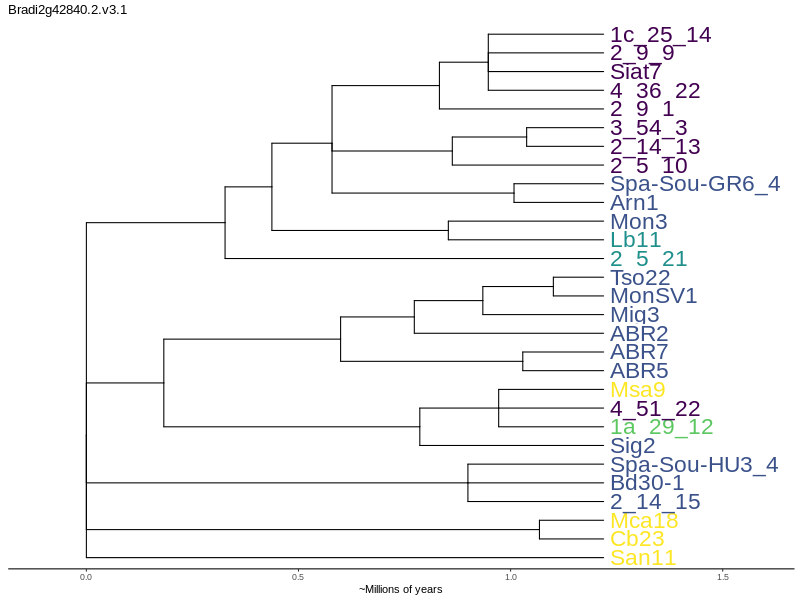 Bradi2g42840.2.v3.1
1c_25_14
2_9_9
Siat7
4_36_22
2_9_1
3_54_3
2_14_13
2_5_10
Spa-Sou-GR6_4
Arn1
Mon3
Lb11
2_5_21
Tso22
MonSV1
Mig3
ABR2
ABR7
ABR5
Msa9
4_51_22
1a_29_12
Sig2
Spa-Sou-HU3_4
Bd30-1
2_14_15
Mca18
Cb23
San11
0.0 0.5 1.0 1.5
~Millions of years